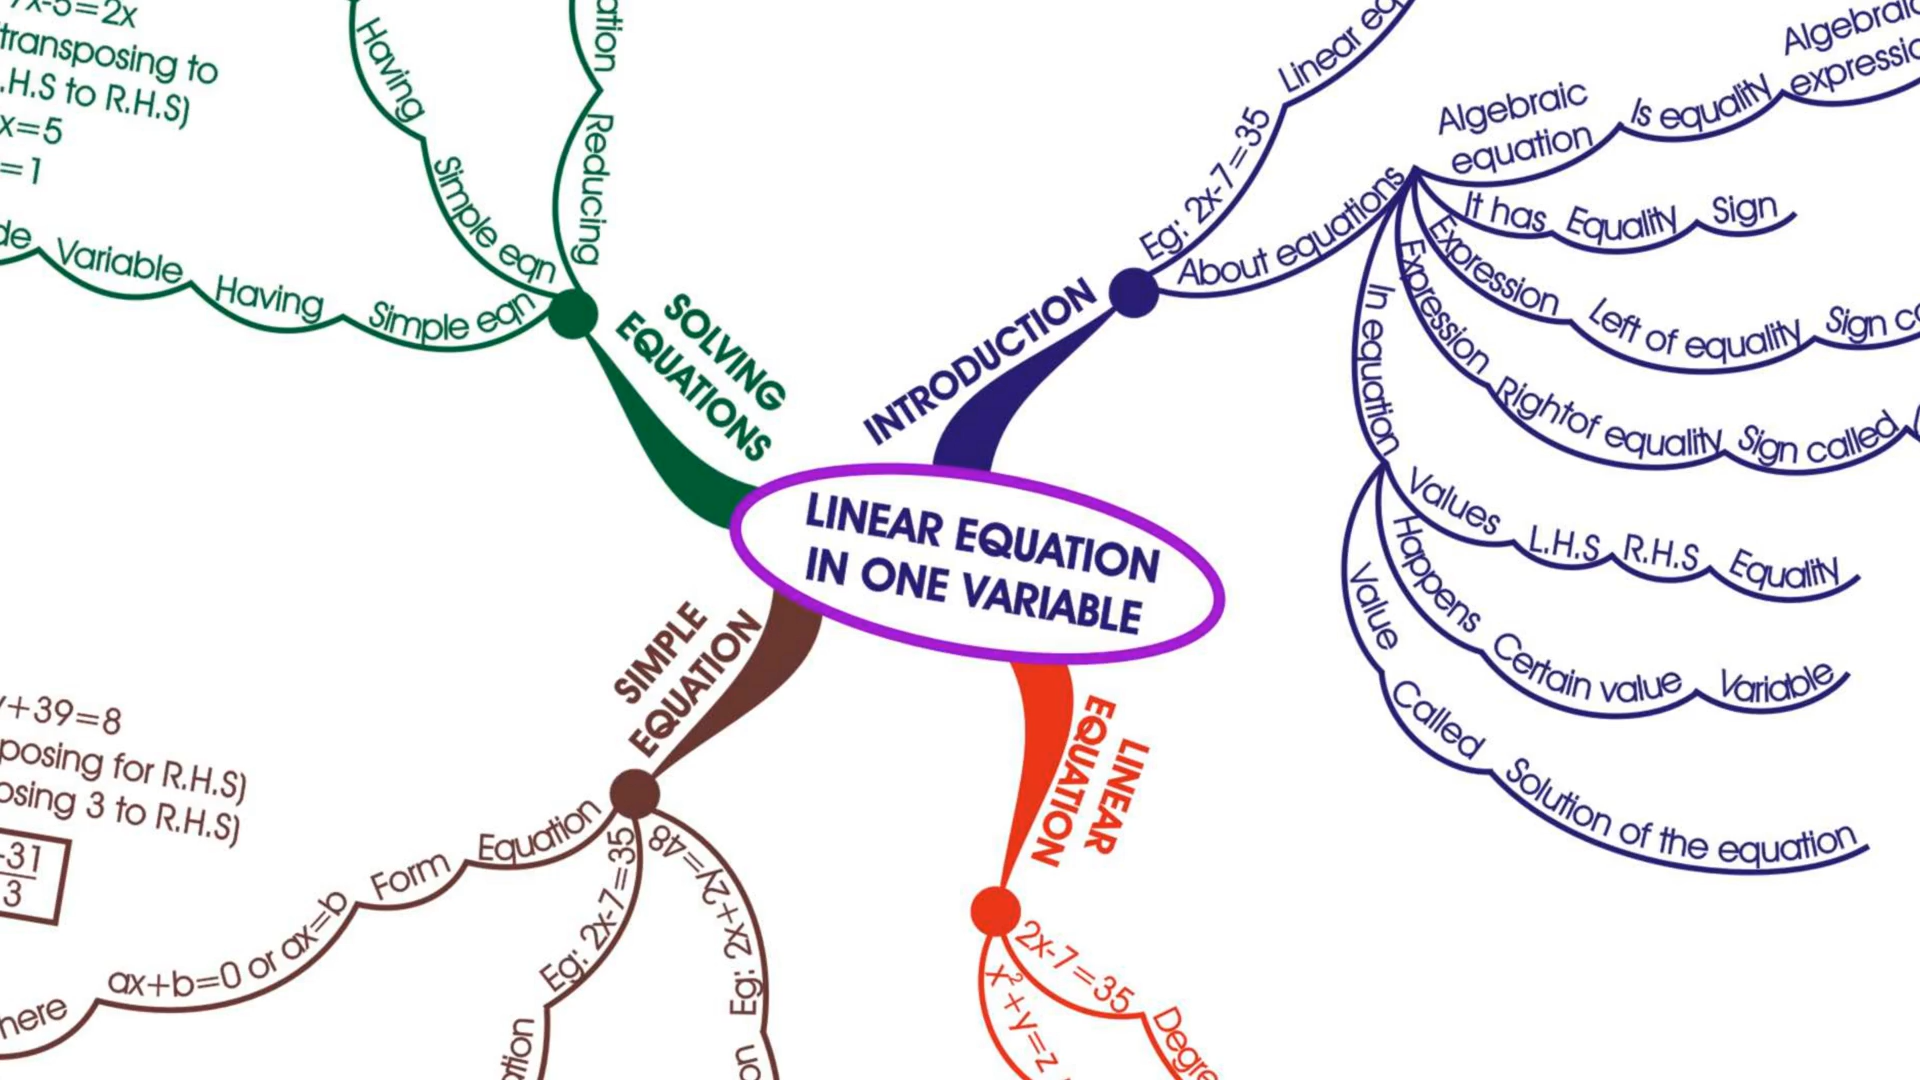 7x-5=2x
transposing to
.H.S to R.H.S)
x=5
=1
de Variable Having Simple eqn
Having Simple eqn
ation Reducing
SOLVING
EQUATIONS
INTRODUCTION
Eg: 2x-7=35 Linear eq
About equations
Algebraic
equation
Is equality
Algebraic
expressio
It has Equality Sign
Expression Left of equality Sign c
Expression Rightof equality Sign called
In equation
Values L.H.S R.H.S Equality
Happens Certain value Variable
Value Called Solution of the equation
LINEAR EQUATION
IN ONE VARIABLE
SIMPLE
EQUATION
+39=8
posing for R.H.S)
osing 3 to R.H.S)
-31
3
Equation Form ax+b=0 or ax=b here
Eg: 2x-7=35 ation
Eg: 2x+2y=48 on
LINEAR
EQUATION
2x-7=35 Degre
x²+y=z